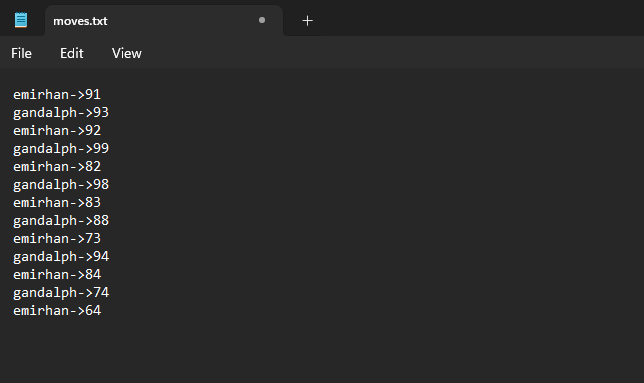 moves.txt
File Edit View
emirhan->91
gandalph->93
emirhan->92
gandalph->99
emirhan->82
gandalph->98
emirhan->83
gandalph->88
emirhan->73
gandalph->94
emirhan->84
gandalph->74
emirhan->64